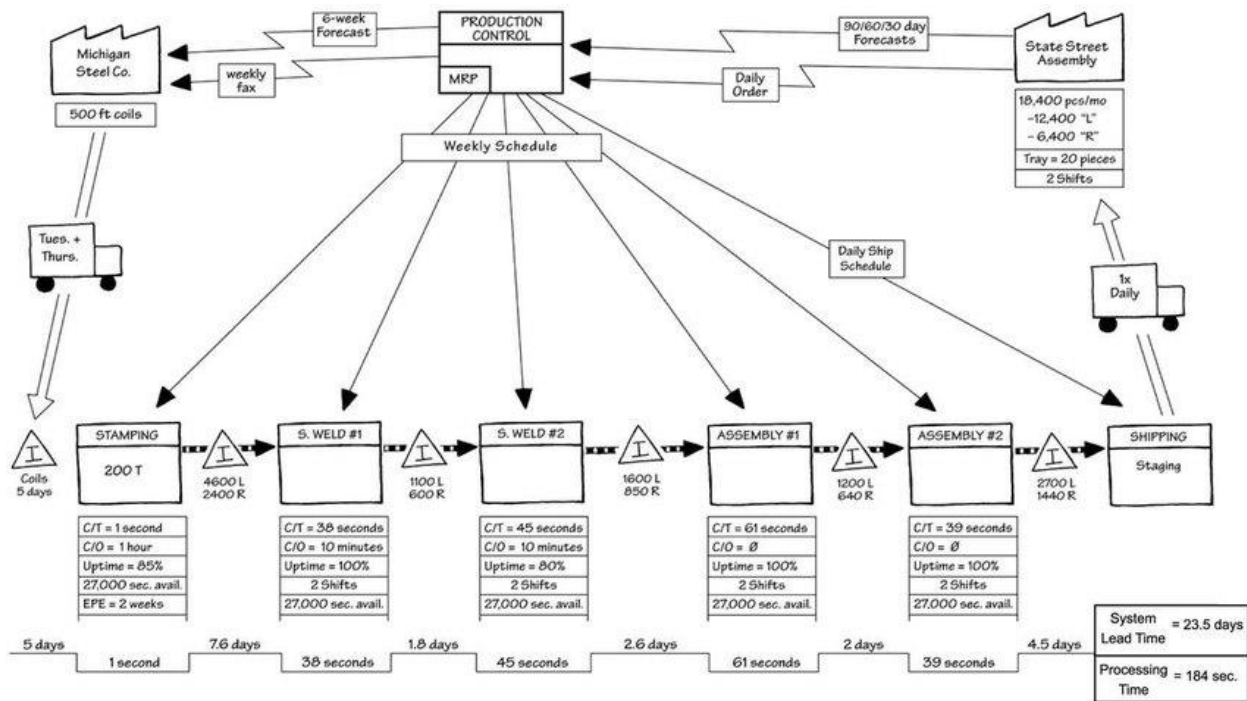 Michigan
Steel Co.
500 ft coils
6-week
Forecast
weekly
fax
PRODUCTION
CONTROL
MRP
90/60/30 day
Forecasts
Daily
Order
State Street
Assembly
18,400 pcs/mo
-12,400 "L"
- 6,400 "R"
Tray = 20 pieces
2 Shifts
Weekly Schedule
Tues. +
Thurs.
Daily Ship
Schedule
1x
Daily
I
Coils
5 days
STAMPING
200 T
C/T = 1 second
C/O = 1 hour
Uptime = 85%
27,000 sec. avail.
EPE = 2 weeks
I
4600 L
2400 R
S. WELD #1
C/T = 38 seconds
C/O = 10 minutes
Uptime = 100%
2 Shifts
27,000 sec. avail.
I
1100 L
600 R
S. WELD #2
C/T = 45 seconds
C/O = 10 minutes
Uptime = 80%
2 Shifts
27,000 sec. avail.
I
1600 L
850 R
ASSEMBLY #1
C/T = 61 seconds
C/O = Ø
Uptime = 100%
2 Shifts
27,000 sec. avail.
I
1200 L
640 R
ASSEMBLY #2
C/T = 39 seconds
C/O = Ø
Uptime = 100%
2 Shifts
27,000 sec. avail.
I
2700 L
1440 R
SHIPPING
Staging
5 days
1 second
7.6 days
38 seconds
1.8 days
45 seconds
2.6 days
61 seconds
2 days
39 seconds
4.5 days
System
Lead Time = 23.5 days
Processing
Time = 184 sec.